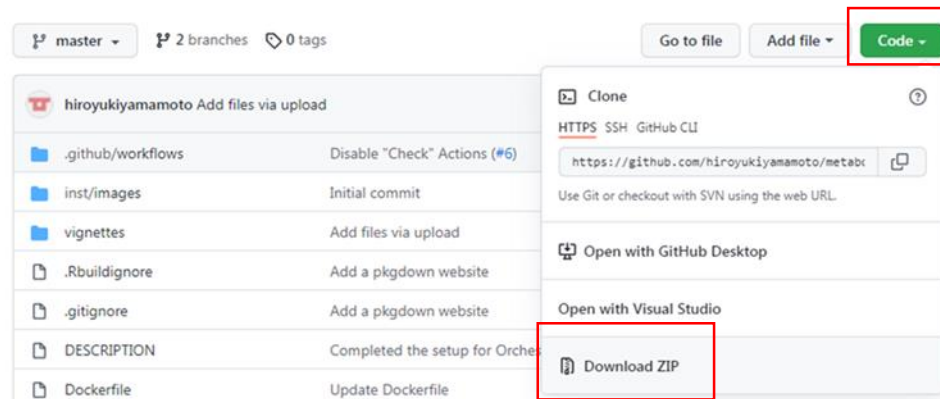 master 2 branches 0 tags Go to file Add file Code
hiroyukiyamamoto Add files via upload
.github/workflows Disable "Check" Actions (#6)
inst/images Initial commit
vignettes Add files via upload
.Rbuildignore Add a pkgdown website
.gitignore Add a pkgdown website
DESCRIPTION Completed the setup for Orches
Dockerfile Update Dockerfile
Clone
HTTPS SSH GitHub CLI
https://github.com/hiroyukiyamamoto/metabo
Use Git or checkout with SVN using the web URL.
Open with GitHub Desktop
Open with Visual Studio
Download ZIP